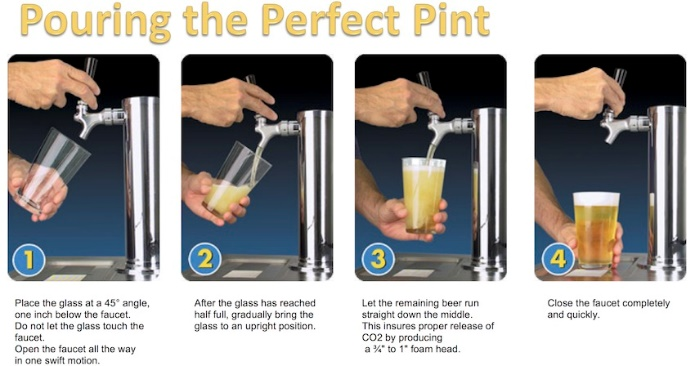 Pouring the Perfect Pint
1
2
3
4
Place the glass at a 45° angle,
one inch below the faucet.
Do not let the glass touch the
faucet.
Open the faucet all the way
in one swift motion.
After the glass has reached
half full, gradually bring the
glass to an upright position.
Let the remaining beer run
straight down the middle.
This insures proper release of
CO2 by producing
a ¾" to 1" foam head.
Close the faucet completely
and quickly.